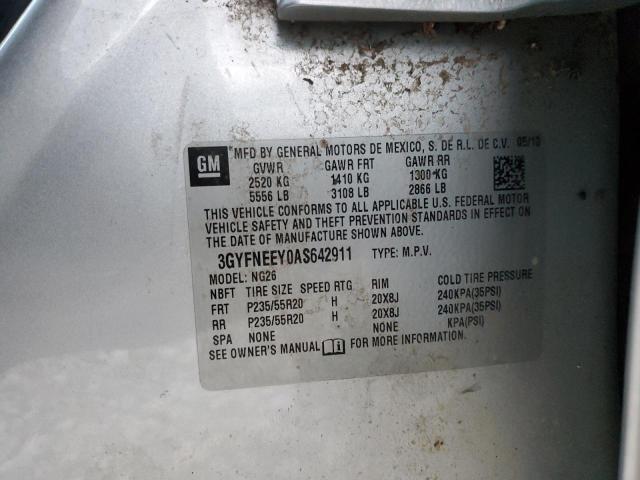 GM MFD BY GENERAL MOTORS DE MEXICO, S. DE R.L. DE C.V. 05/10
GVWR GAWR FRT GAWR RR
2520 KG 1410 KG 1300 KG
5556 LB 3108 LB 2866 LB
THIS VEHICLE CONFORMS TO ALL APPLICABLE U.S. FEDERAL MOTOR
VEHICLE SAFETY AND THEFT PREVENTION STANDARDS IN EFFECT ON
THE DATE OF MANUFACTURE SHOWN ABOVE.
3GYFNEEY0AS642911 TYPE: M.P.V.
MODEL: NG26
NBFT TIRE SIZE SPEED RTG RIM COLD TIRE PRESSURE
FRT P235/55R20 H 20X8J 240KPA(35PSI)
RR P235/55R20 H 20X8J 240KPA(35PSI)
SPA NONE NONE KPA(PSI)
SEE OWNER'S MANUAL FOR MORE INFORMATION.